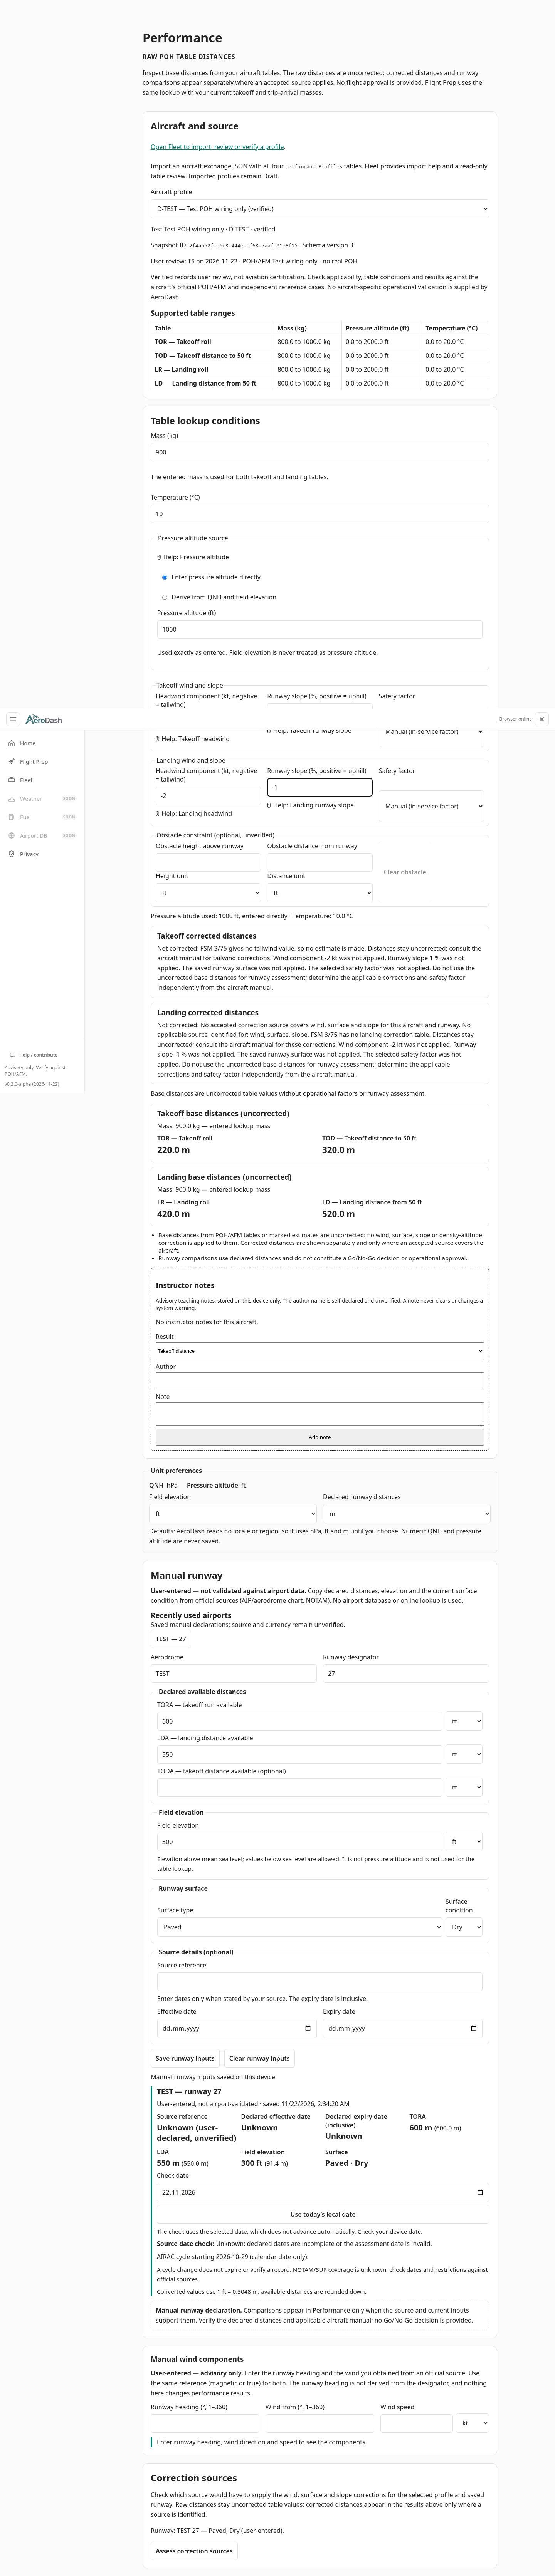 Performance
RAW POH TABLE DISTANCES
Inspect base distances from your aircraft tables. The raw distances are uncorrected; corrected distances and runway
comparisons appear separately where an accepted source applies. No flight approval is provided. Flight Prep uses the
same lookup with your current takeoff and trip-arrival masses.
Aircraft and source
Open Fleet to import, review or verify a profile.
Import an aircraft exchange JSON with all four performanceProfiles tables. Fleet provides import help and a read-only
table review. Imported profiles remain Draft.
Aircraft profile
D-TEST — Test POH wiring only (verified)
Test Test POH wiring only · D-TEST · verified
Snapshot ID: 2f4ab52f-e6c3-444e-bf63-7aafb91e8f15 · Schema version 3
User review: TS on 2026-11-22 · POH/AFM Test wiring only - no real POH
Verified records user review, not aviation certification. Check applicability, table conditions and results against the
aircraft's official POH/AFM and independent reference cases. No aircraft-specific operational validation is supplied by
AeroDash.
Supported table ranges
Table Mass (kg) Pressure altitude (ft) Temperature (°C)
TOR — Takeoff roll 800.0 to 1000.0 kg 0.0 to 2000.0 ft 0.0 to 20.0 °C
TOD — Takeoff distance to 50 ft 800.0 to 1000.0 kg 0.0 to 2000.0 ft 0.0 to 20.0 °C
LR — Landing roll 800.0 to 1000.0 kg 0.0 to 2000.0 ft 0.0 to 20.0 °C
LD — Landing distance from 50 ft 800.0 to 1000.0 kg 0.0 to 2000.0 ft 0.0 to 20.0 °C
Table lookup conditions
Mass (kg)
900
The entered mass is used for both takeoff and landing tables.
Temperature (°C)
10
Pressure altitude source
Help: Pressure altitude
Enter pressure altitude directly
Derive from QNH and field elevation
Pressure altitude (ft)
1000
Used exactly as entered. Field elevation is never treated as pressure altitude.
Takeoff wind and slope
Headwind component (kt, negative
= tailwind)
Runway slope (%, positive = uphill)
Safety factor
AeroDash
Browser online
Home
Flight Prep
Fleet
Weather SOON
Fuel SOON
Airport DB SOON
Privacy
Help / contribute
Advisory only. Verify against
POH/AFM.
v0.3.0-alpha (2026-11-22)
Help: Takeoff headwind
Help: Takeoff runway slope
Manual (in-service factor)
Landing wind and slope
Headwind component (kt, negative
= tailwind)
-2
Help: Landing headwind
Runway slope (%, positive = uphill)
-1
Help: Landing runway slope
Safety factor
Manual (in-service factor)
Obstacle constraint (optional, unverified)
Obstacle height above runway
Obstacle distance from runway
Height unit
ft
Distance unit
ft
Clear obstacle
Pressure altitude used: 1000 ft, entered directly · Temperature: 10.0 °C
Takeoff corrected distances
Not corrected: FSM 3/75 gives no tailwind value, so no estimate is made. Distances stay uncorrected; consult the
aircraft manual for tailwind corrections. Wind component -2 kt was not applied. Runway slope 1 % was not
applied. The saved runway surface was not applied. The selected safety factor was not applied. Do not use the
uncorrected base distances for runway assessment; determine the applicable corrections and safety factor
independently from the aircraft manual.
Landing corrected distances
Not corrected: No accepted correction source covers wind, surface and slope for this aircraft and runway. No
applicable source identified for: wind, surface, slope. FSM 3/75 has no landing correction table. Distances stay
uncorrected; consult the aircraft manual for these corrections. Wind component -2 kt was not applied. Runway
slope -1 % was not applied. The saved runway surface was not applied. The selected safety factor was not
applied. Do not use the uncorrected base distances for runway assessment; determine the applicable
corrections and safety factor independently from the aircraft manual.
Base distances are uncorrected table values without operational factors or runway assessment.
Takeoff base distances (uncorrected)
Mass: 900.0 kg — entered lookup mass
TOR — Takeoff roll TOD — Takeoff distance to 50 ft
220.0 m 320.0 m
Landing base distances (uncorrected)
Mass: 900.0 kg — entered lookup mass
LR — Landing roll LD — Landing distance from 50 ft
420.0 m 520.0 m
• Base distances from POH/AFM tables or marked estimates are uncorrected: no wind, surface, slope or density-altitude
correction is applied to them. Corrected distances are shown separately and only where an accepted source covers the
aircraft.
• Runway comparisons use declared distances and do not constitute a Go/No-Go decision or operational approval.
Instructor notes
Advisory teaching notes, stored on this device only. The author name is self-declared and unverified. A note never clears or changes a
system warning.
No instructor notes for this aircraft.
Result
Takeoff distance
Author
Note
Add note
Unit preferences
QNH hPa Pressure altitude ft
Field elevation Declared runway distances
ft m
Defaults: AeroDash reads no locale or region, so it uses hPa, ft and m until you choose. Numeric QNH and pressure
altitude are never saved.
Manual runway
User-entered — not validated against airport data. Copy declared distances, elevation and the current surface
condition from official sources (AIP/aerodrome chart, NOTAM). No airport database or online lookup is used.
Recently used airports
Saved manual declarations; source and currency remain unverified.
TEST — 27
Aerodrome Runway designator
TEST 27
Declared available distances
TORA — takeoff run available
600 m
LDA — landing distance available
550 m
TODA — takeoff distance available (optional)
m
Field elevation
Field elevation
300 ft
Elevation above mean sea level; values below sea level are allowed. It is not pressure altitude and is not used for the
table lookup.
Runway surface
Surface type
Surface
condition
Paved Dry
Source details (optional)
Source reference
Enter dates only when stated by your source. The expiry date is inclusive.
Effective date Expiry date
dd.mm.yyyy dd.mm.yyyy
Save runway inputs Clear runway inputs
Manual runway inputs saved on this device.
TEST — runway 27
User-entered, not airport-validated · saved 11/22/2026, 2:34:20 AM
Source reference
Unknown (user-
declared, unverified)
Declared effective date
Unknown
Declared expiry date
(inclusive)
Unknown
TORA
600 m (600.0 m)
LDA
550 m (550.0 m)
Field elevation
300 ft (91.4 m)
Surface
Paved · Dry
Check date
22.11.2026
Use today's local date
The check uses the selected date, which does not advance automatically. Check your device date.
Source date check: Unknown: declared dates are incomplete or the assessment date is invalid.
AIRAC cycle starting 2026-10-29 (calendar date only).
A cycle change does not expire or verify a record. NOTAM/SUP coverage is unknown; check dates and restrictions against
official sources.
Converted values use 1 ft = 0.3048 m; available distances are rounded down.
Manual runway declaration. Comparisons appear in Performance only when the source and current inputs
support them. Verify the declared distances and applicable aircraft manual; no Go/No-Go decision is provided.
Manual wind components
User-entered — advisory only. Enter the runway heading and the wind you obtained from an official source. Use
the same reference (magnetic or true) for both. The runway heading is not derived from the designator, and nothing
here changes performance results.
Runway heading (°, 1–360) Wind from (°, 1–360) Wind speed
kt
Enter runway heading, wind direction and speed to see the components.
Correction sources
Check which source would have to supply the wind, surface and slope corrections for the selected profile and saved
runway. Raw distances stay uncorrected table values; corrected distances appear in the results above only where a
source is identified.
Runway: TEST 27 — Paved, Dry (user-entered).
Assess correction sources